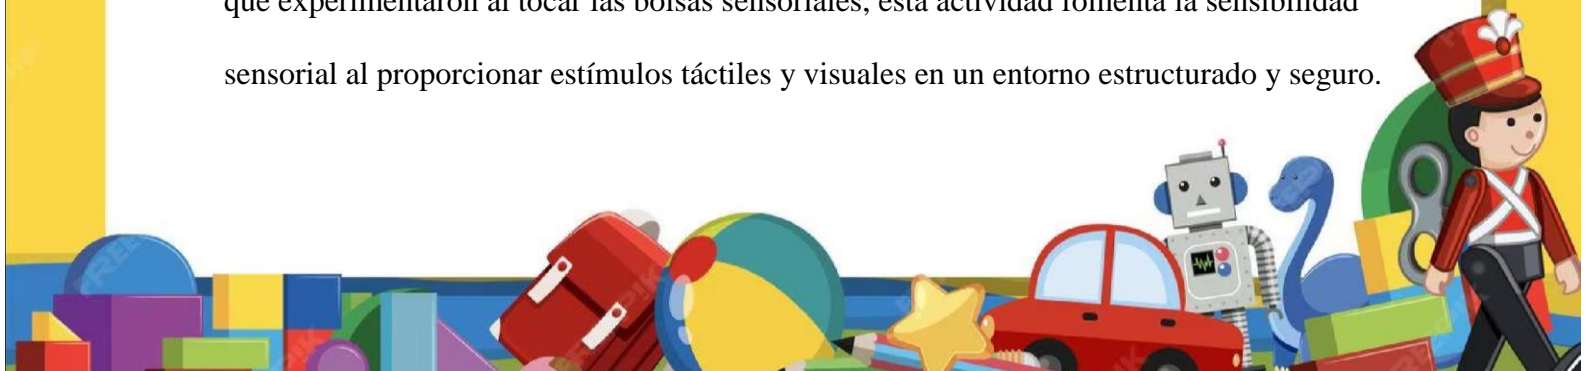 que experimentaron al tocar las bolsas sensoriales, esta actividad fomenta la sensibilidad
sensorial al proporcionar estímulos táctiles y visuales en un entorno estructurado y seguro.